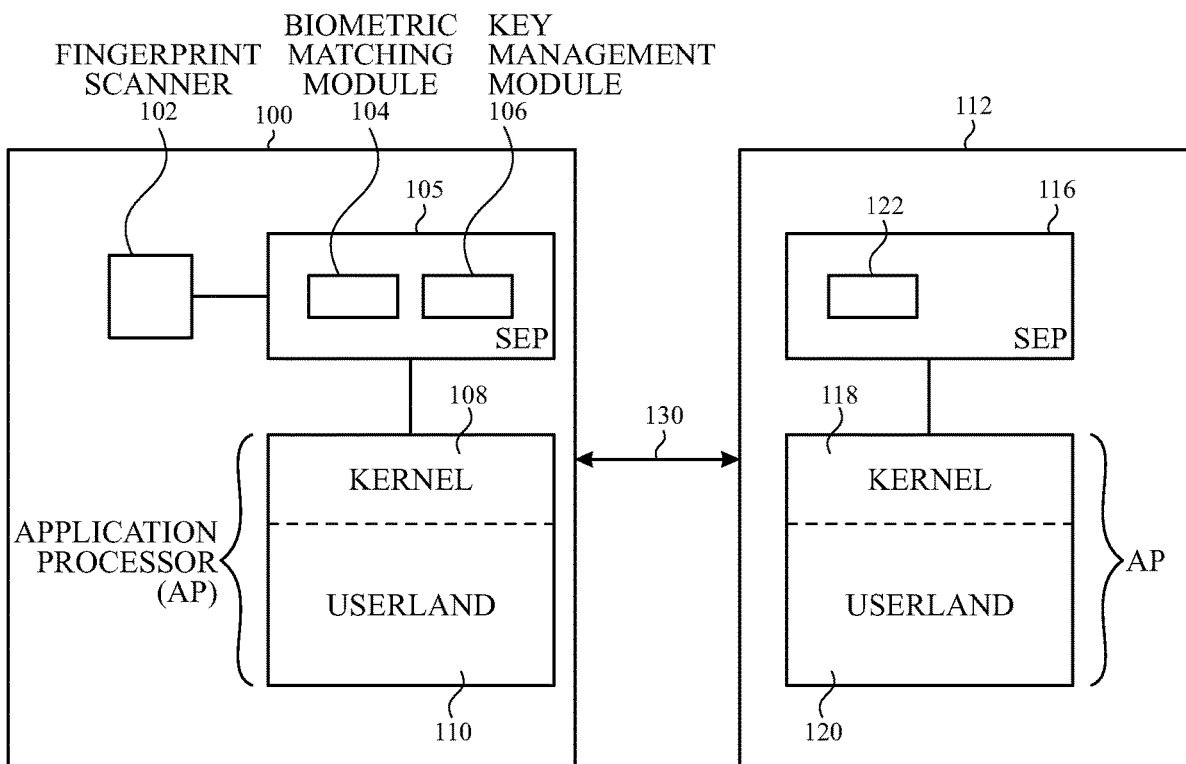 FINGERPRINT
SCANNER
102
BIOMETRIC
MATCHING
MODULE
104
KEY
MANAGEMENT
MODULE
106
100
112
105
SEP
122
116
SEP
108
KERNEL
USERLAND
110
APPLICATION
PROCESSOR
(AP)
130
118
KERNEL
USERLAND
120
AP